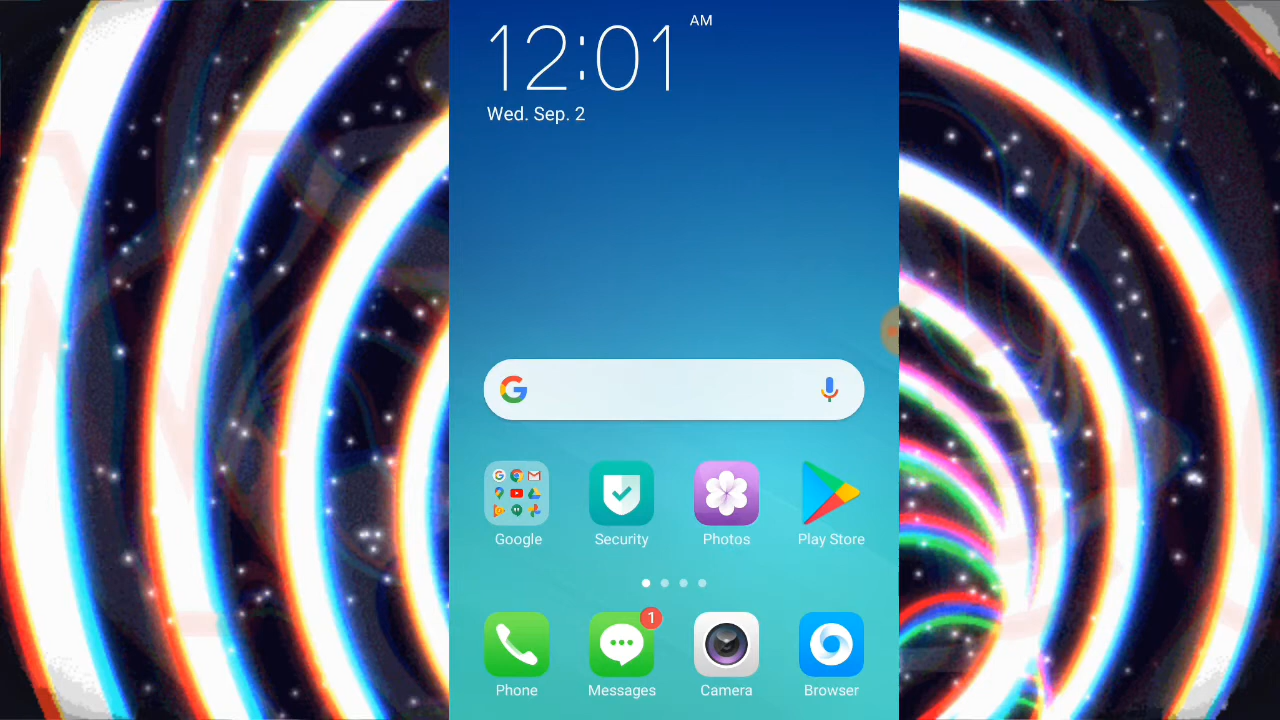 12:01 AM
Wed. Sep. 2
Google
Security
Photos
Play Store
1
Phone
Messages
Camera
Browser